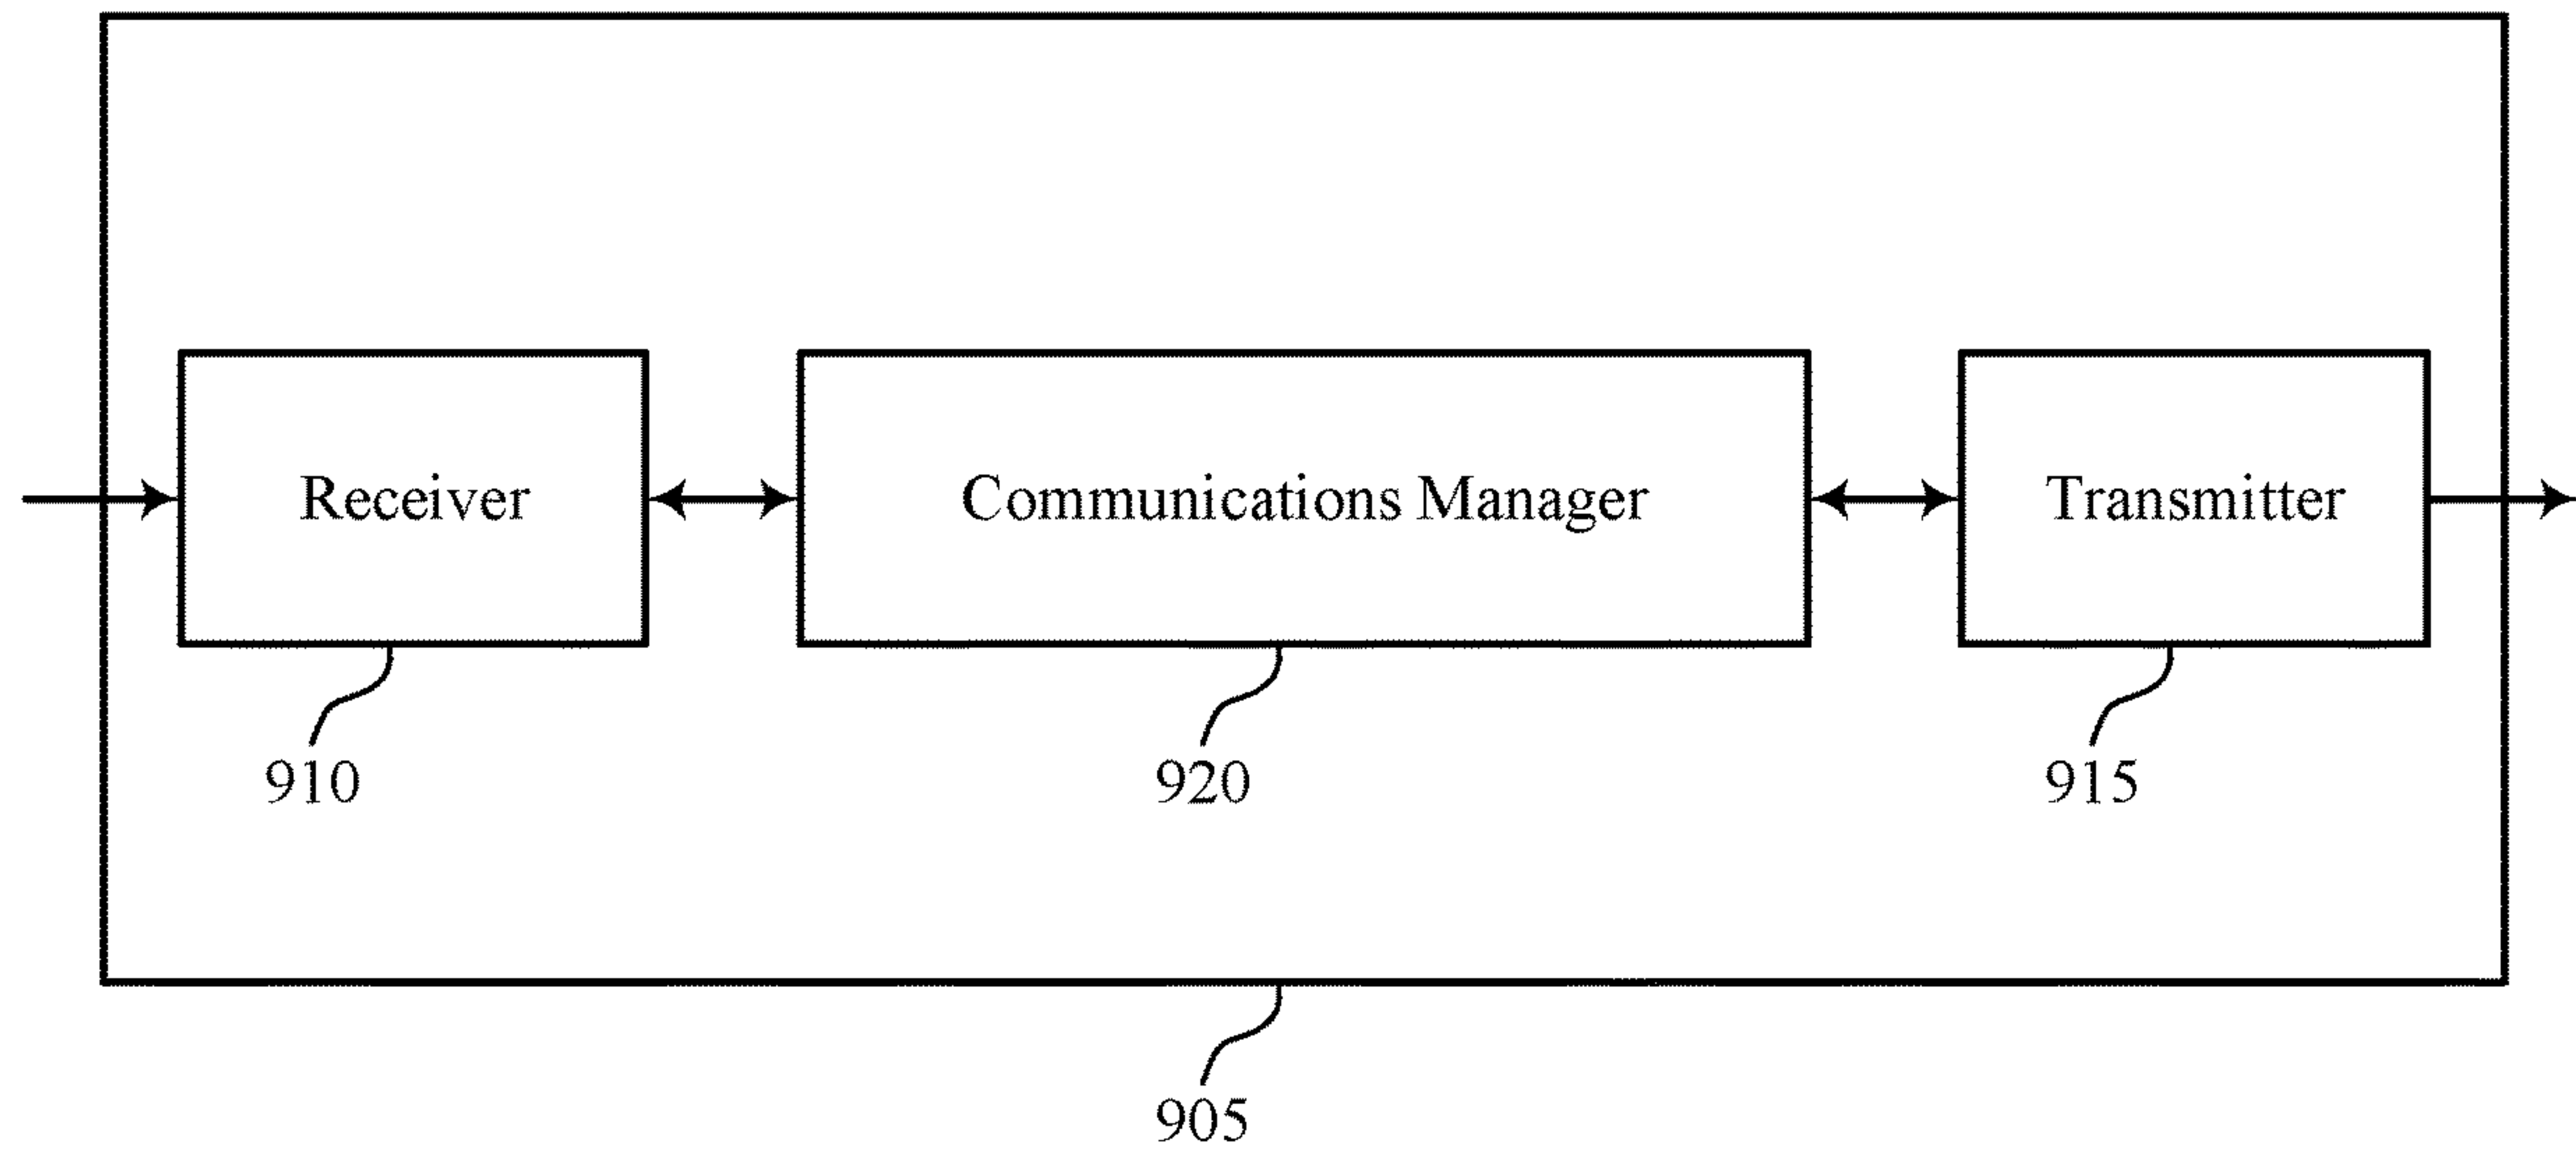 Receiver
Communications Manager
Transmitter
910
920
915
905